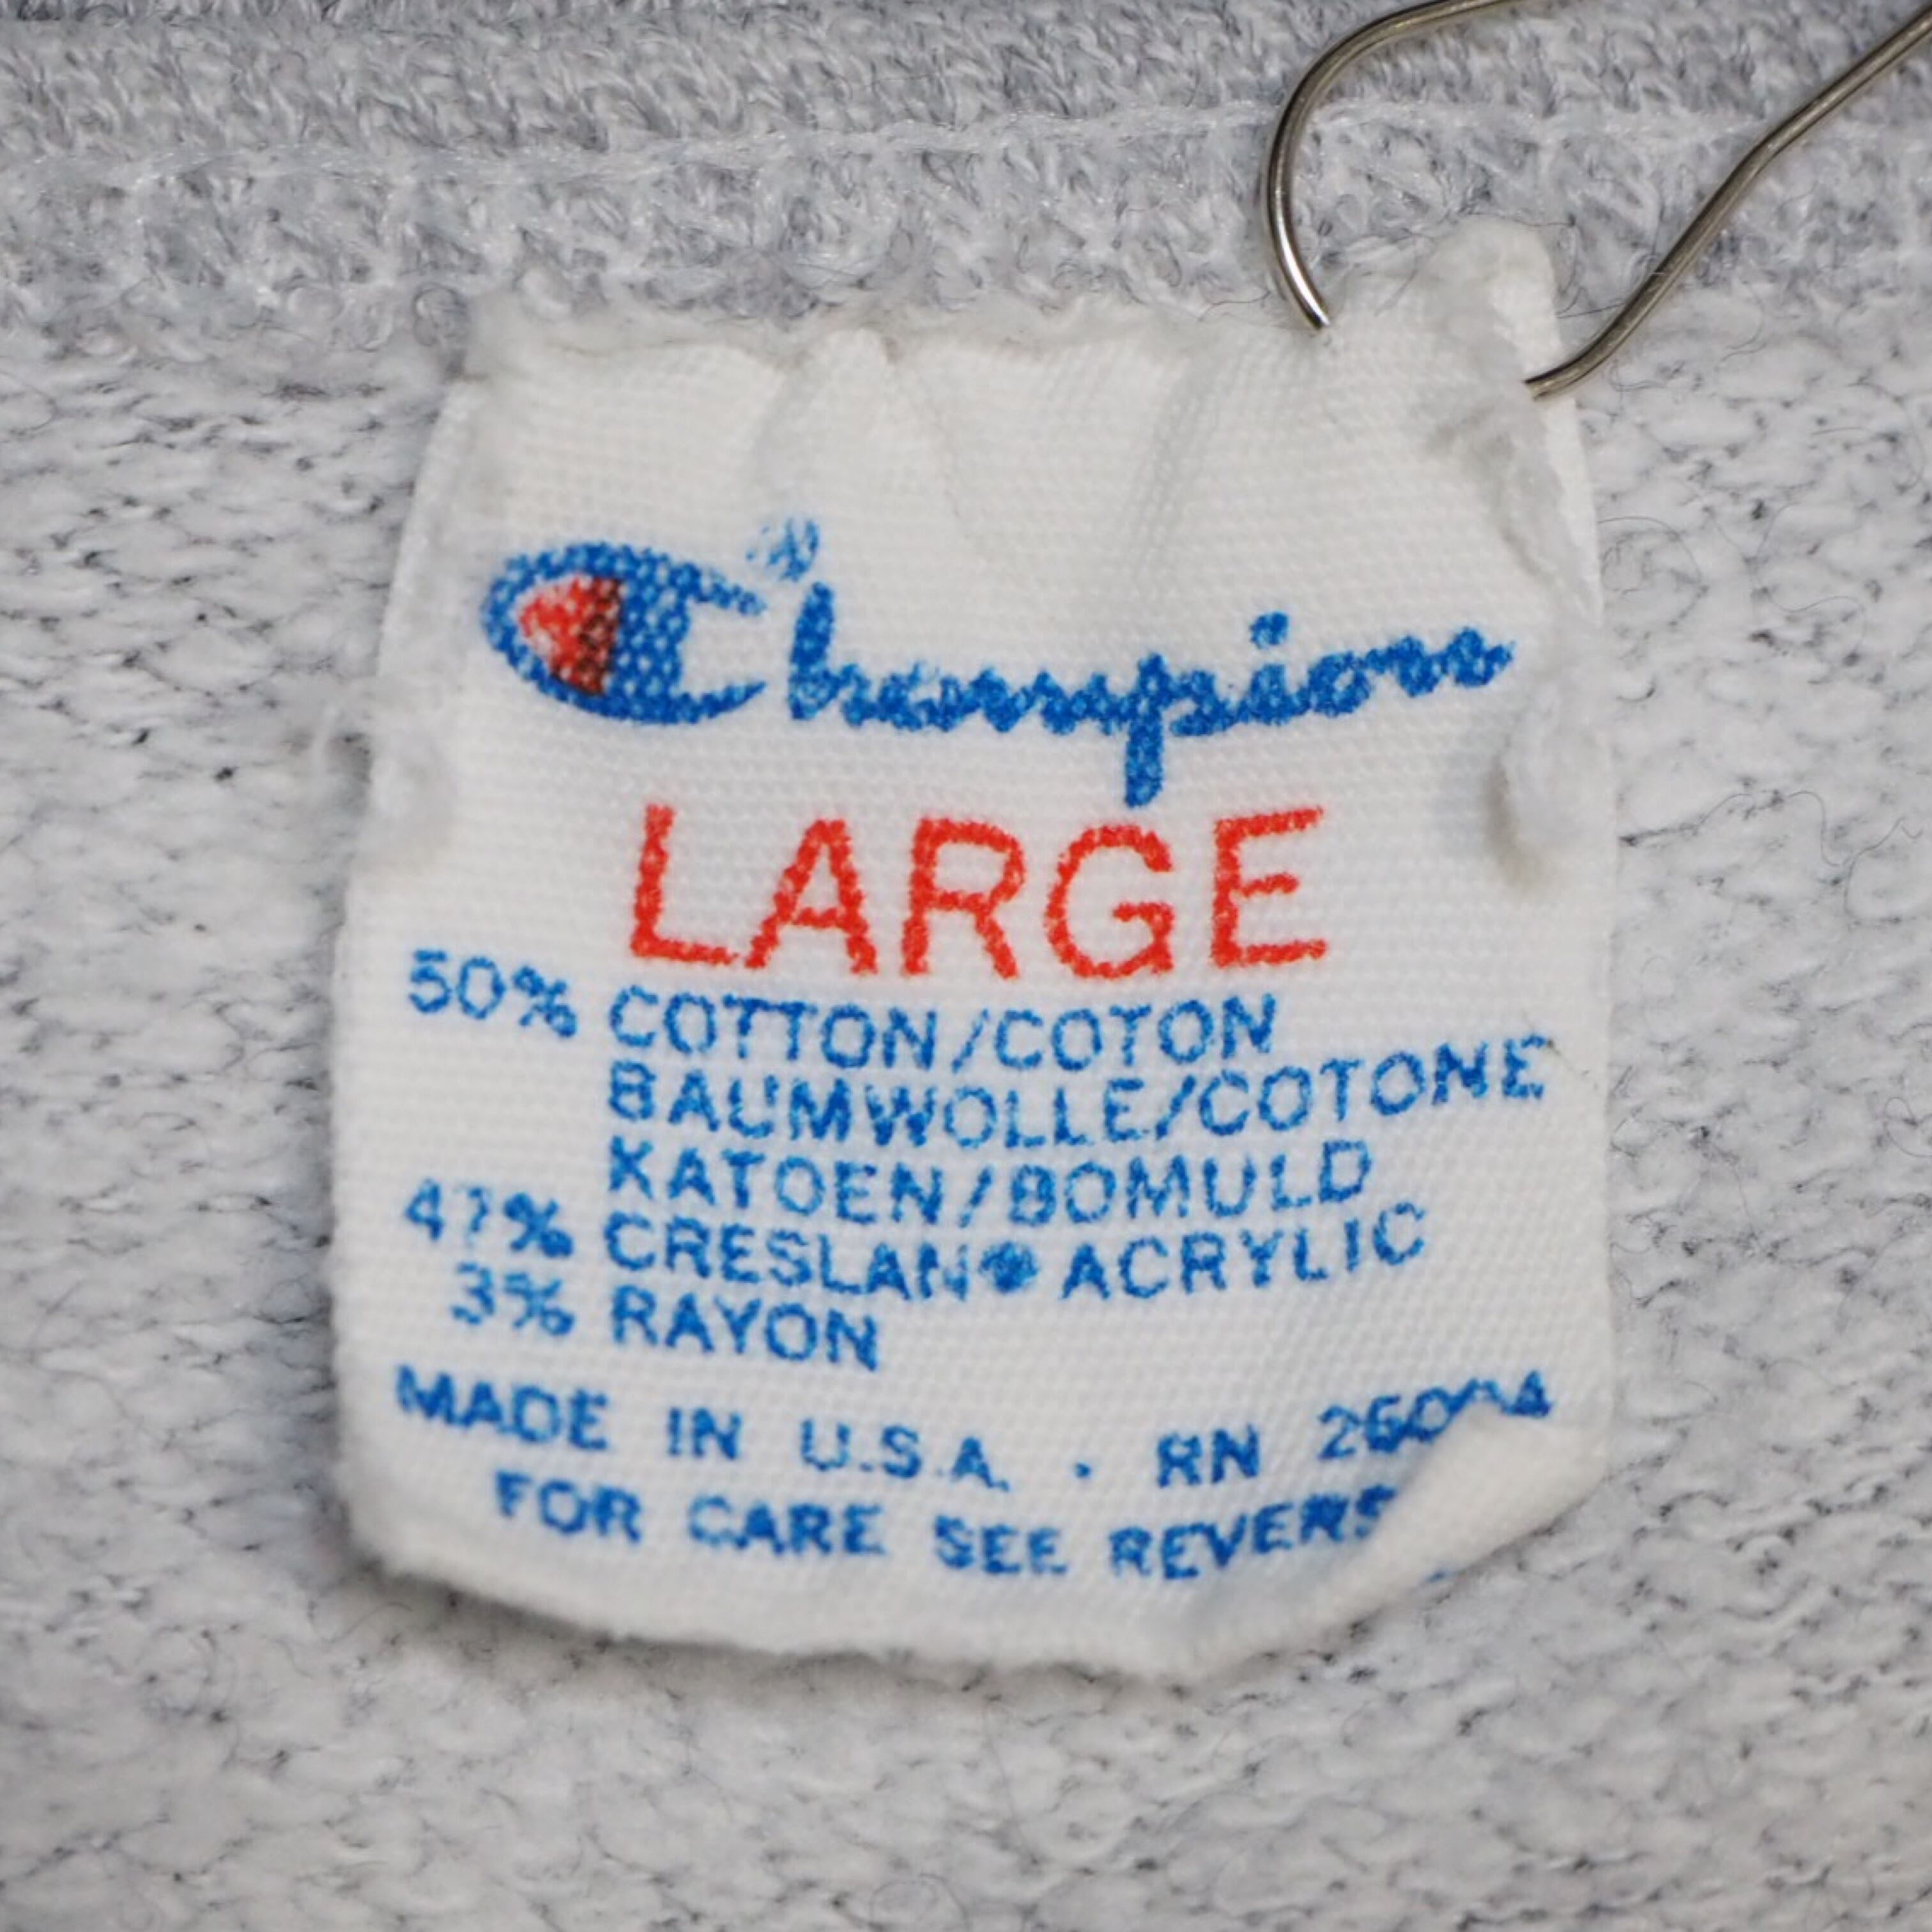 Champion
LARGE
50% COTTON/COTON
BAUMWOLLE/COTONE
KATOEN/BOMULD
47% CRESLAN® ACRYLIC
3% RAYON
MADE IN U.S.A. · RN
FOR CARE SEE REVERS